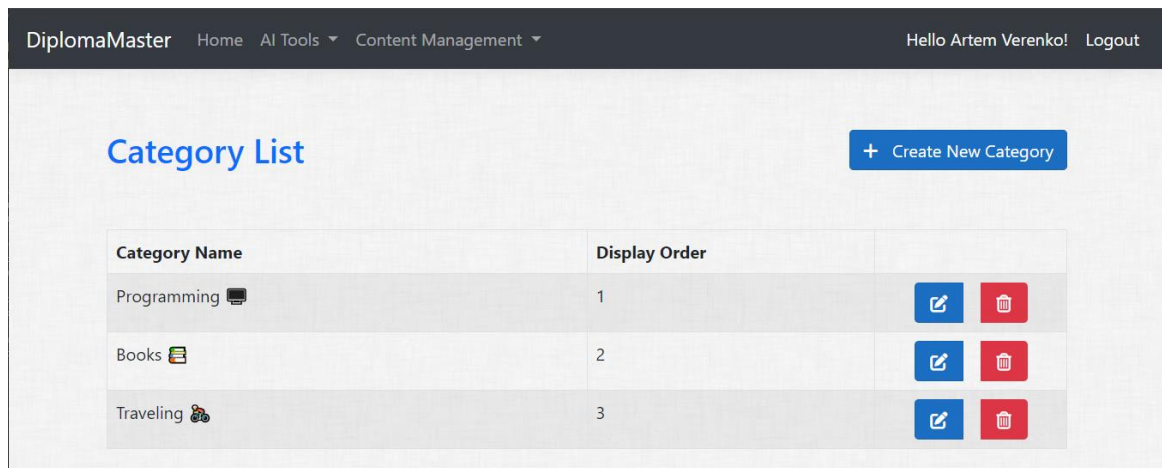 DiplomaMaster Home AI Tools Content Management Hello Artem Verenko! Logout
Category List + Create New Category
Category Name Display Order
Programming 🖥️ 1
Books 📚 2
Traveling 🚴 3